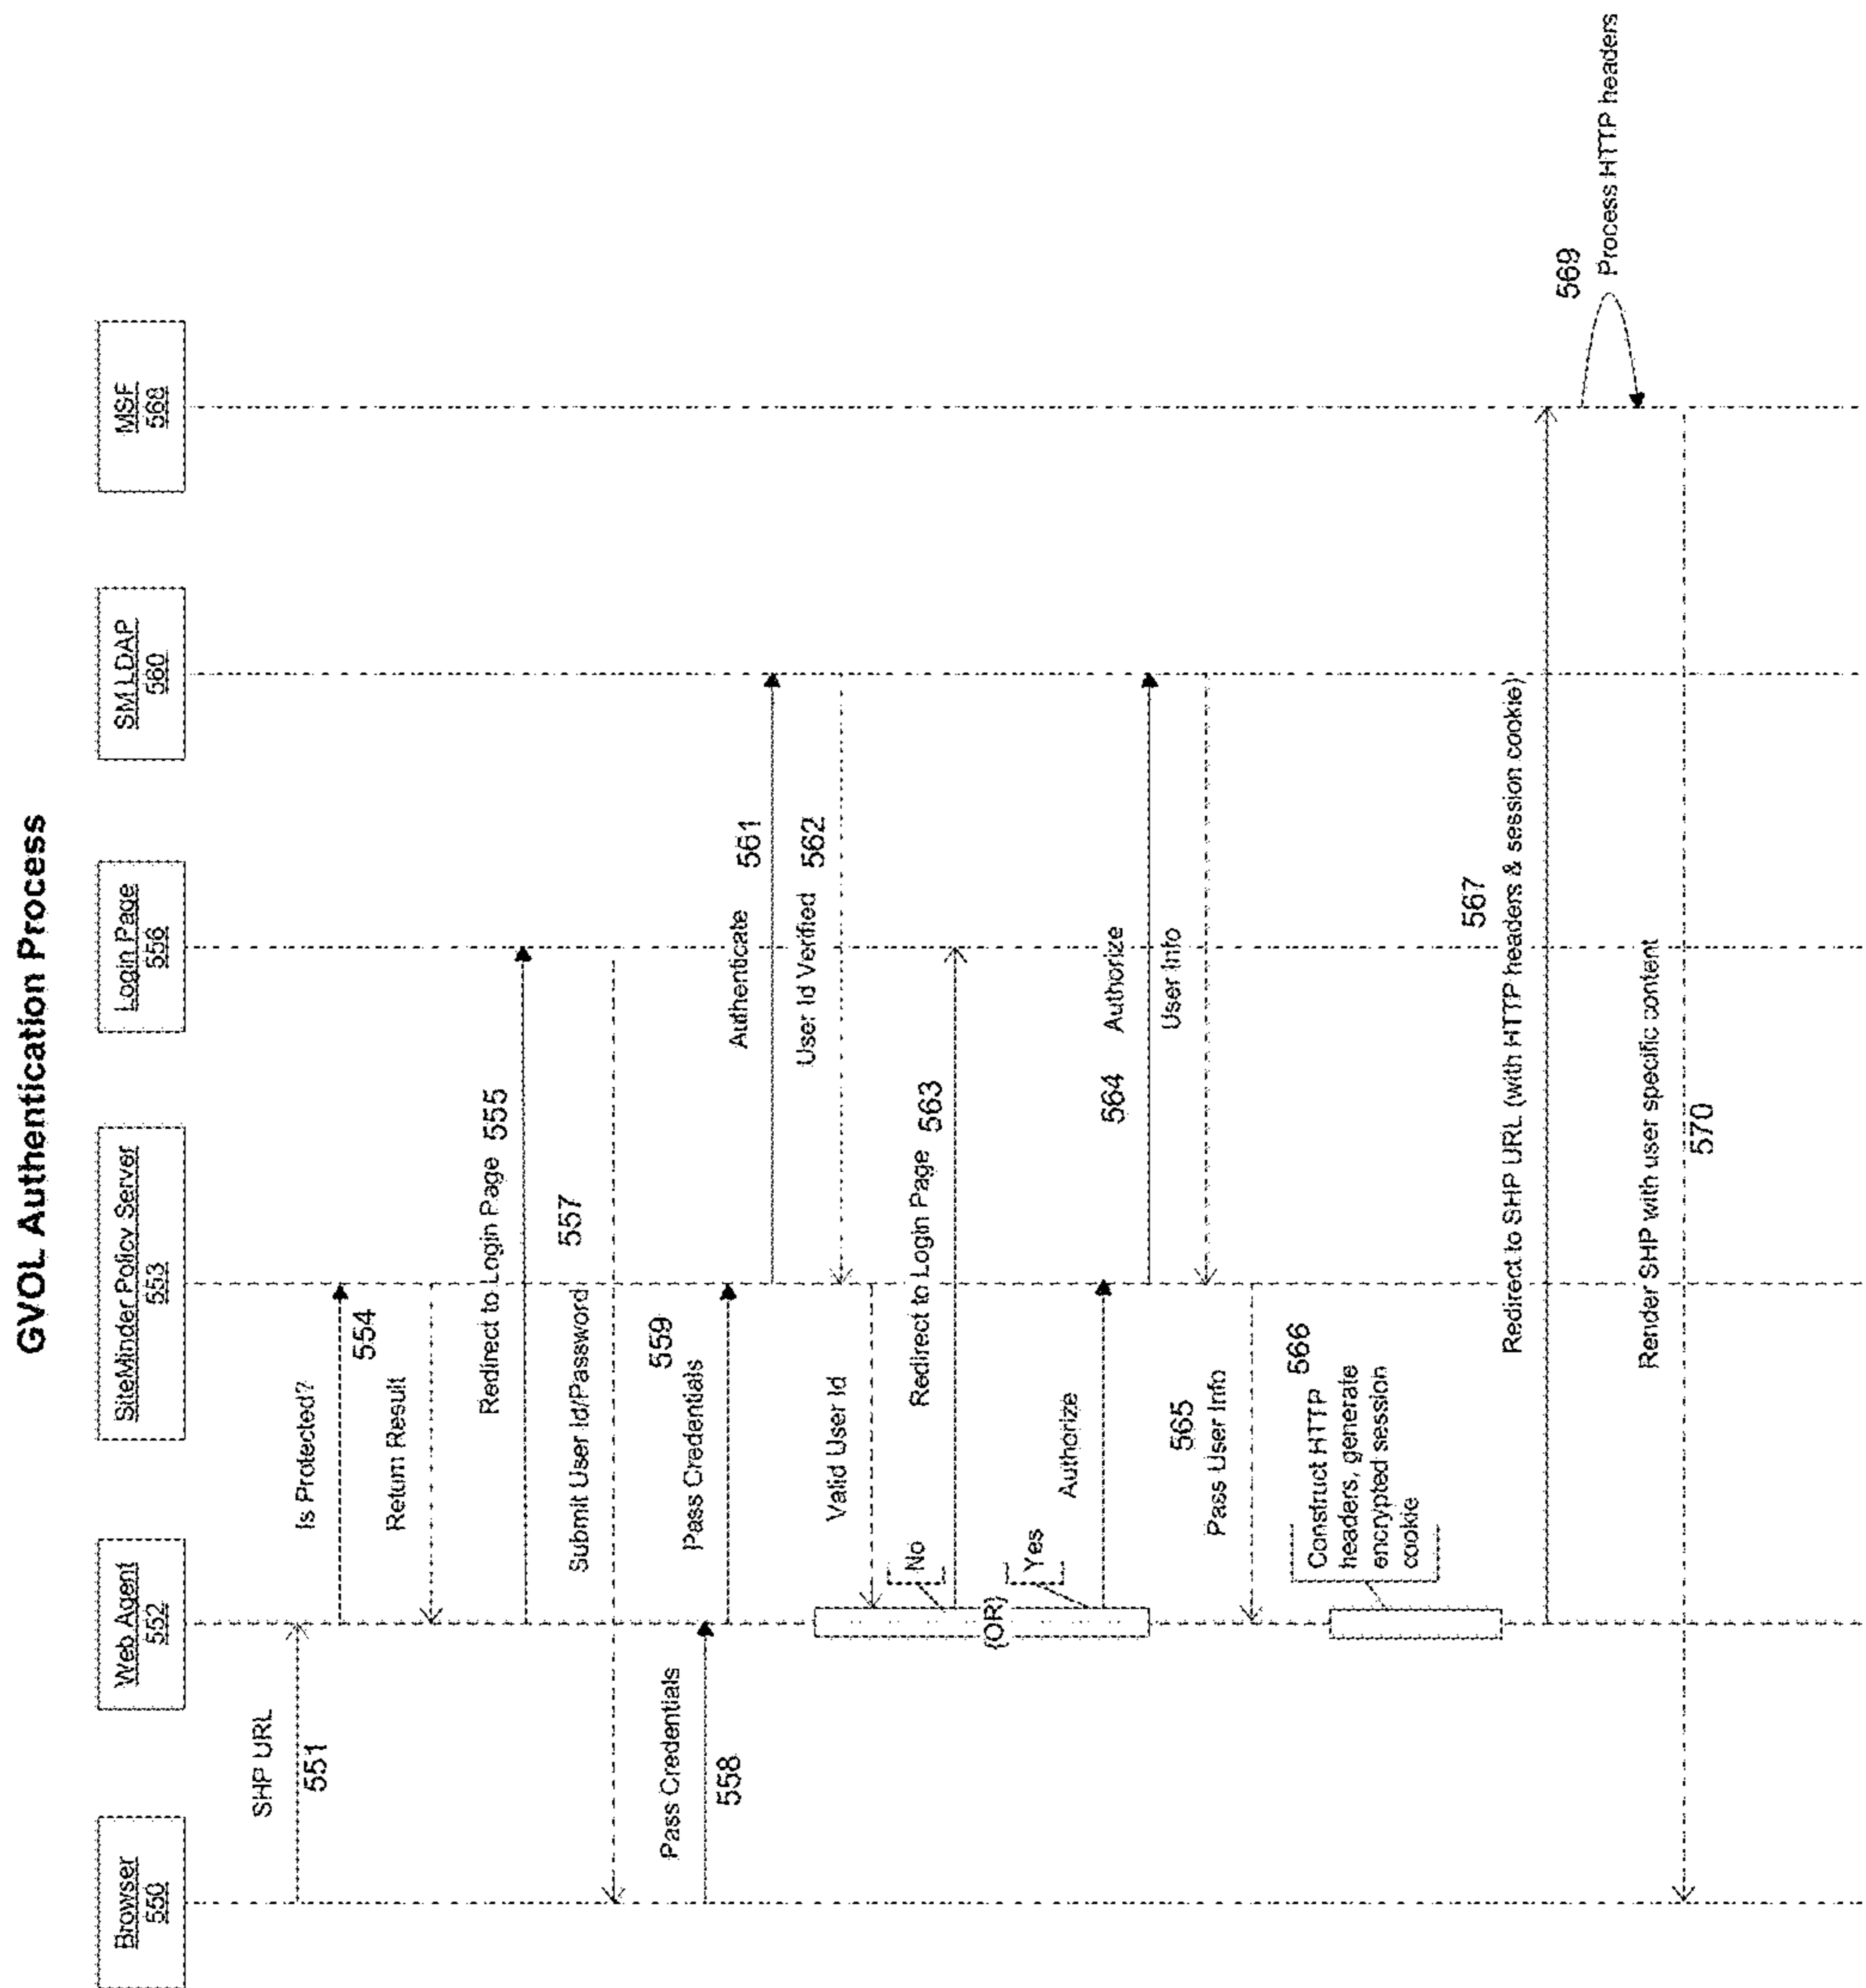 GVOL Authentication Process
Browser
550
Web Agent
552
SiteMinder Policy Server
553
Login Page
556
SM LDAP
560
MSF
568
SHP URL
551
Is Protected?
554
Return Result
Redirect to Login Page 555
557
Submit User Id/Password
Pass Credentials
558
559
Pass Credentials
Authenticate 561
User Id Verified 562
Valid User Id
No
Redirect to Login Page 563
(OR)
Yes
Authorize
564 Authorize
User Info
565
Pass User Info
566
Construct HTTP
headers, generate
encrypted session
cookie
567
Redirect to SHP URL (with HTTP headers & session cookie)
569
Process HTTP headers
Render SHP with user specific content
570